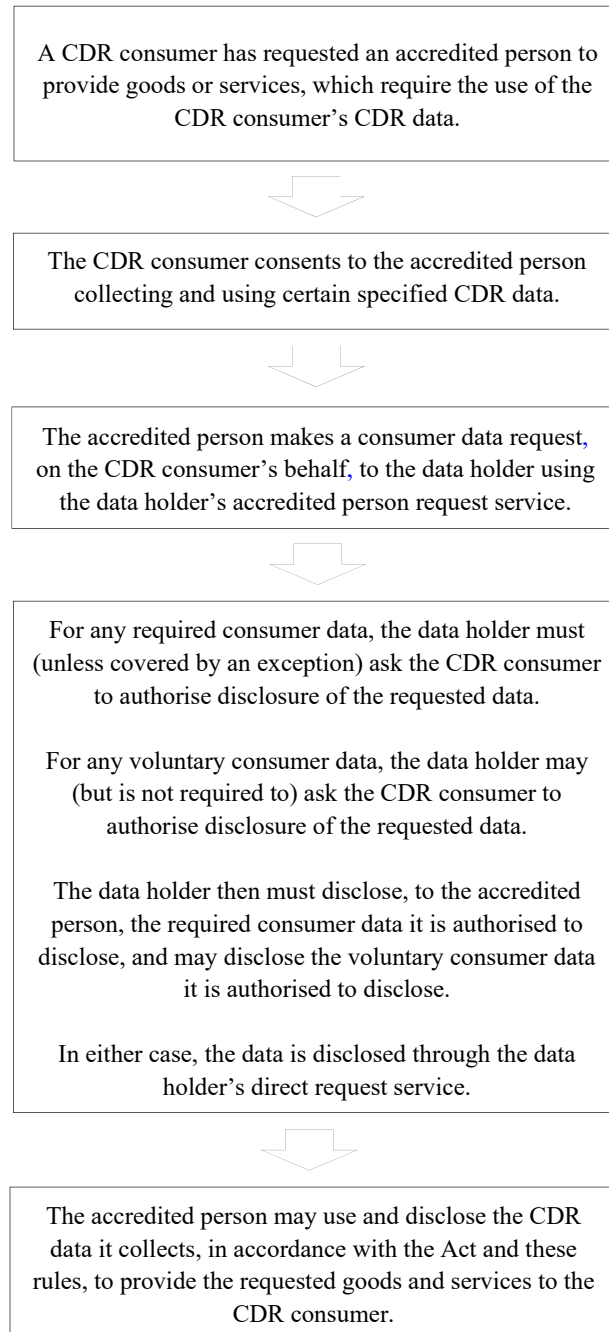 A CDR consumer has requested an accredited person to
provide goods or services, which require the use of the
CDR consumer’s CDR data.
The CDR consumer consents to the accredited person
collecting and using certain specified CDR data.
The accredited person makes a consumer data request,
on the CDR consumer’s behalf, to the data holder using
the data holder’s accredited person request service.
For any required consumer data, the data holder must
(unless covered by an exception) ask the CDR consumer
to authorise disclosure of the requested data.
For any voluntary consumer data, the data holder may
(but is not required to) ask the CDR consumer to
authorise disclosure of the requested data.
The data holder then must disclose, to the accredited
person, the required consumer data it is authorised to
disclose, and may disclose the voluntary consumer data
it is authorised to disclose.
In either case, the data is disclosed through the data
holder’s direct request service.
The accredited person may use and disclose the CDR
data it collects, in accordance with the Act and these
rules, to provide the requested goods and services to the
CDR consumer.